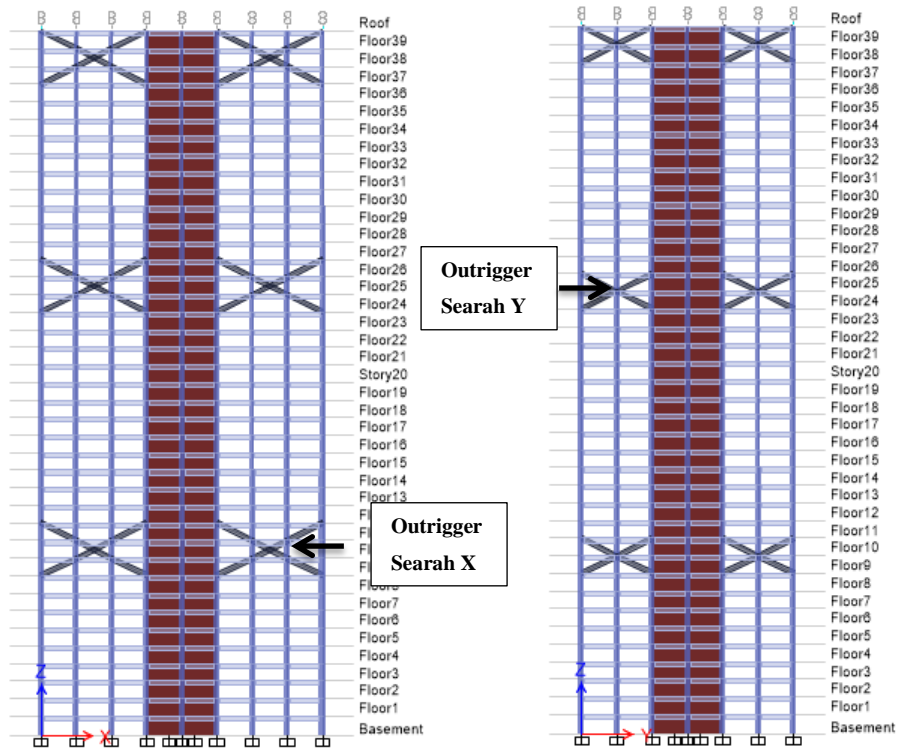 Roof
Floor39
Floor38
Floor37
Floor36
Floor35
Floor34
Floor33
Floor32
Floor31
Floor30
Floor29
Floor28
Floor27
Floor26
Floor25
Floor24
Floor23
Floor22
Floor21
Story20
Floor19
Floor18
Floor17
Floor16
Floor15
Floor14
Floor13
Outrigger
Searah X
Floor7
Floor6
Floor5
Floor4
Floor3
Floor2
Floor1
Basement
Z
X
Outrigger
Searah Y
Roof
Floor39
Floor38
Floor37
Floor36
Floor35
Floor34
Floor33
Floor32
Floor31
Floor30
Floor29
Floor28
Floor27
Floor26
Floor25
Floor24
Floor23
Floor22
Floor21
Story20
Floor19
Floor18
Floor17
Floor16
Floor15
Floor14
Floor13
Floor12
Floor11
Floor10
Floor9
Floor8
Floor7
Floor6
Floor5
Floor4
Floor3
Floor2
Floor1
Basement
Z
Y